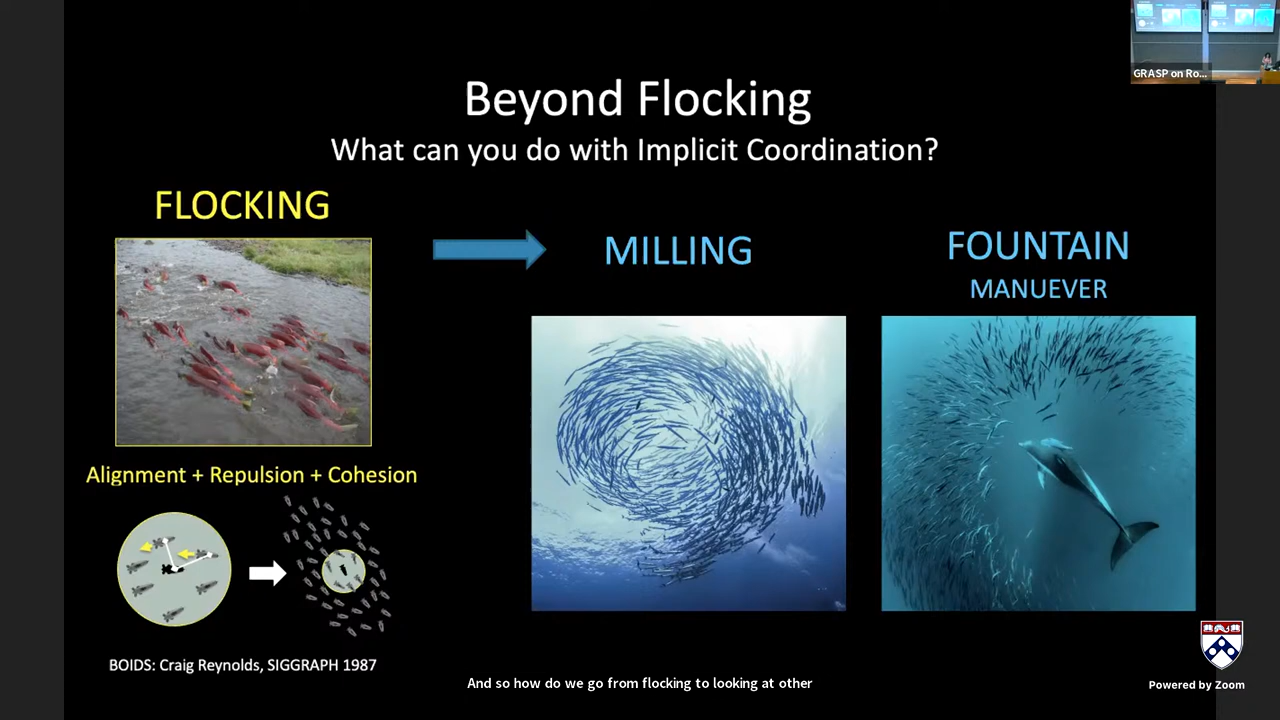 GRASP on Ro...
Beyond Flocking
What can you do with Implicit Coordination?
FLOCKING
MILLING
FOUNTAIN
MANUEVER
Alignment + Repulsion + Cohesion
BOIDS: Craig Reynolds, SIGGRAPH 1987
And so how do we go from flocking to looking at other
Powered by Zoom